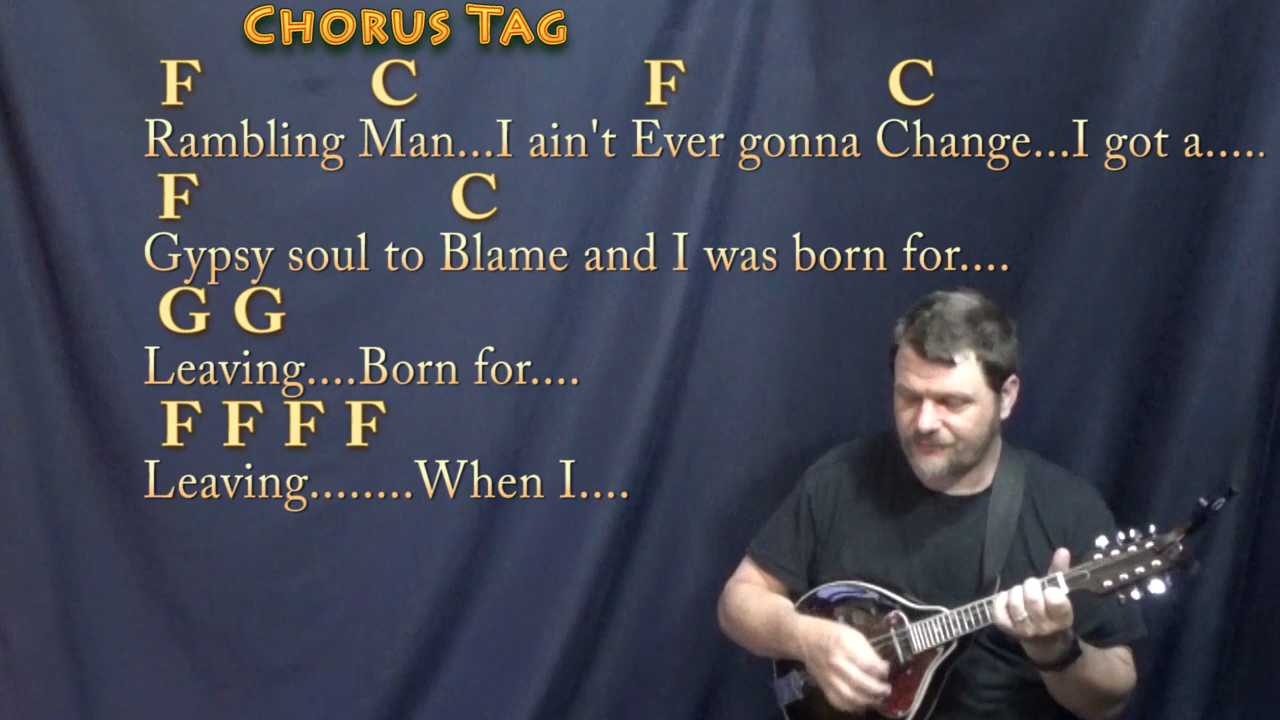 CHORUS TAG
F C F C
Rambling Man...I ain't Ever gonna Change...I got a.....
F C
Gypsy soul to Blame and I was born for....
G G
Leaving....Born for....
F F F F
Leaving........When I....